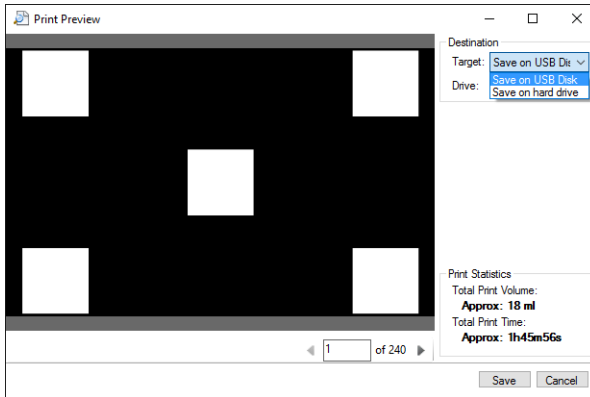 Print Preview
Destination
Target: Save on USB Dis
Save on USB Disk
Save on hard drive
Drive:
Print Statistics
Total Print Volume:
Approx: 18 ml
Total Print Time:
Approx: 1h45m56s
1 of 240
Save Cancel